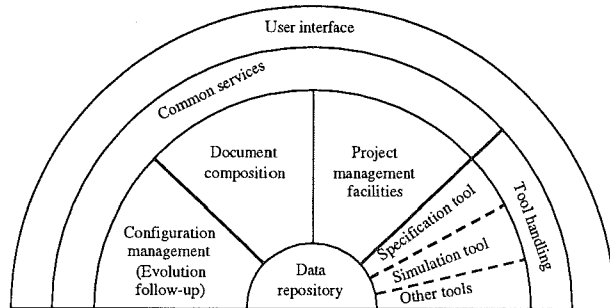 User interface
Common services
Document
composition
Project
management
facilities
Configuration
management
(Evolution
follow-up)
Data
repository
Specification tool
Simulation tool
Other tools
Tool handling